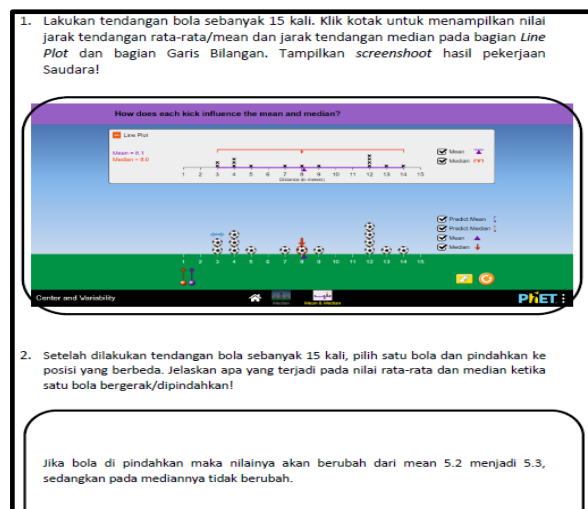 1. Lakukan tendangan bola sebanyak 15 kali. Klik kotak untuk menampilkan nilai
jarak tendangan rata-rata/mean dan jarak tendangan median pada bagian Line
Plot dan bagian Garis Bilangan. Tampilkan screenshoot hasil pekerjaan
Saudara!
How does each kick influence the mean and median?
Line Plot
Mean = 8.1
Median = 8.0
Mean
Median
1 2 3 4 5 6 7 8 9 10 11 12 13 14 15
Distance (in meters)
Predict Mean
Predict Median
Mean
Median
1 2 3 4 5 6 7 8 9 10 11 12 13 14 15
Center and Variability
Median
Mean & Median
PhET
2. Setelah dilakukan tendangan bola sebanyak 15 kali, pilih satu bola dan pindahkan ke
posisi yang berbeda. Jelaskan apa yang terjadi pada nilai rata-rata dan median ketika
satu bola bergerak/dipindahkan!
Jika bola di pindahkan maka nilainya akan berubah dari mean 5.2 menjadi 5.3,
sedangkan pada mediannya tidak berubah.